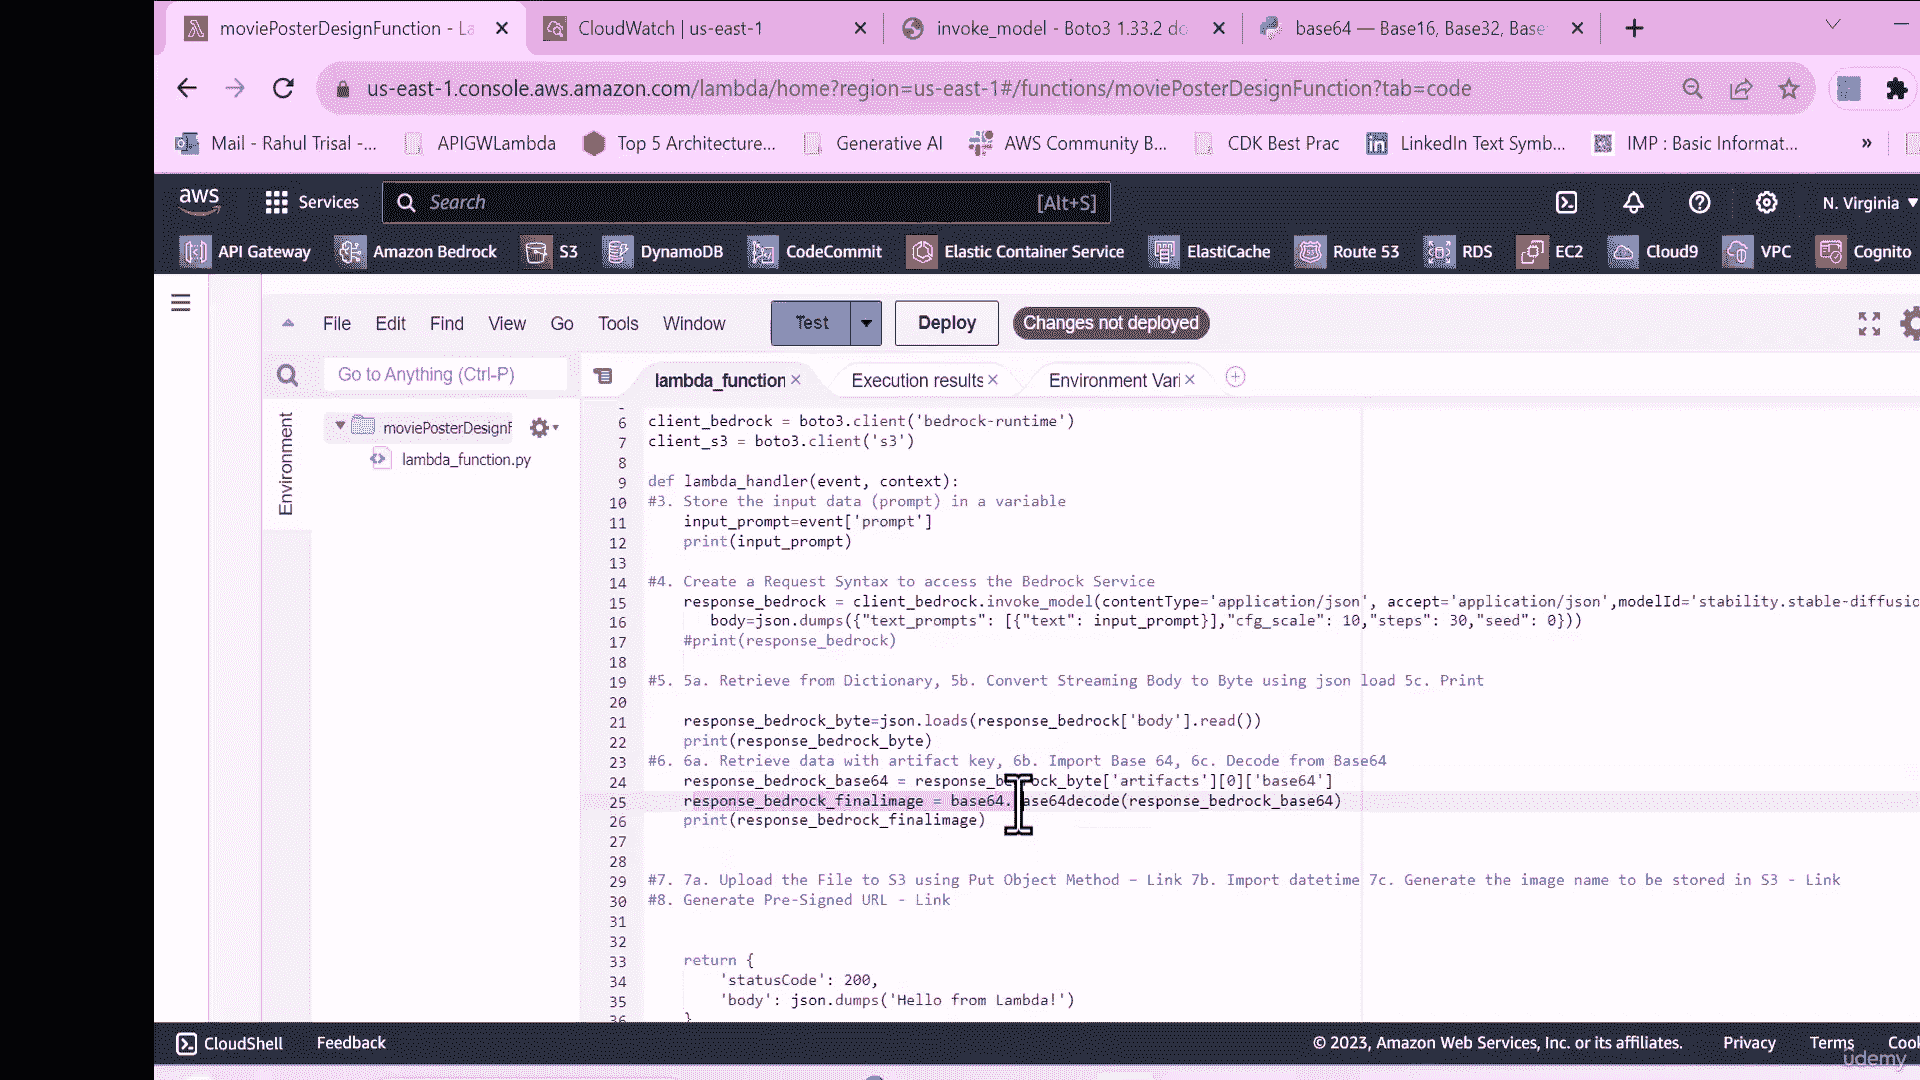 moviePosterDesignFunction - La
CloudWatch | us-east-1
invoke_model - Boto3 1.33.2 do
base64 — Base16, Base32, Base
us-east-1.console.aws.amazon.com/lambda/home?region=us-east-1#/functions/moviePosterDesignFunction?tab=code
Mail - Rahul Trisal -...
APIGWLambda
Top 5 Architecture...
Generative AI
AWS Community B...
CDK Best Prac
LinkedIn Text Symb...
IMP : Basic Informat...
»
aws
Services
Search
[Alt+S]
N. Virginia
API Gateway
Amazon Bedrock
S3
DynamoDB
CodeCommit
Elastic Container Service
ElastiCache
Route 53
RDS
EC2
Cloud9
VPC
Cognito
File Edit Find View Go Tools Window
Test
Deploy
Changes not deployed
Go to Anything (Ctrl-P)
lambda_function
Execution results
Environment Vari
Environment
moviePosterDesignF
lambda_function.py
6 client_bedrock = boto3.client('bedrock-runtime')
7 client_s3 = boto3.client('s3')
8
9 def lambda_handler(event, context):
10 #3. Store the input data (prompt) in a variable
11 input_prompt=event['prompt']
12 print(input_prompt)
13
14 #4. Create a Request Syntax to access the Bedrock Service
15 response_bedrock = client_bedrock.invoke_model(contentType='application/json', accept='application/json',modelId='stability.stable-diffusio
16 body=json.dumps({"text_prompts": [{"text": input_prompt}],"cfg_scale": 10,"steps": 30,"seed": 0}))
17 #print(response_bedrock)
18
19 #5. 5a. Retrieve from Dictionary, 5b. Convert Streaming Body to Byte using json load 5c. Print
20
21 response_bedrock_byte=json.loads(response_bedrock['body'].read())
22 print(response_bedrock_byte)
23 #6. 6a. Retrieve data with artifact key, 6b. Import Base 64, 6c. Decode from Base64
24 response_bedrock_base64 = response_bedrock_byte['artifacts'][0]['base64']
25 response_bedrock_finalimage = base64.base64decode(response_bedrock_base64)
26 print(response_bedrock_finalimage)
27
28
29 #7. 7a. Upload the File to S3 using Put Object Method – Link 7b. Import datetime 7c. Generate the image name to be stored in S3 - Link
30 #8. Generate Pre-Signed URL - Link
31
32
33 return {
34 'statusCode': 200,
35 'body': json.dumps('Hello from Lambda!')
36 }
CloudShell
Feedback
© 2023, Amazon Web Services, Inc. or its affiliates.
Privacy
Terms
Cook
udemy